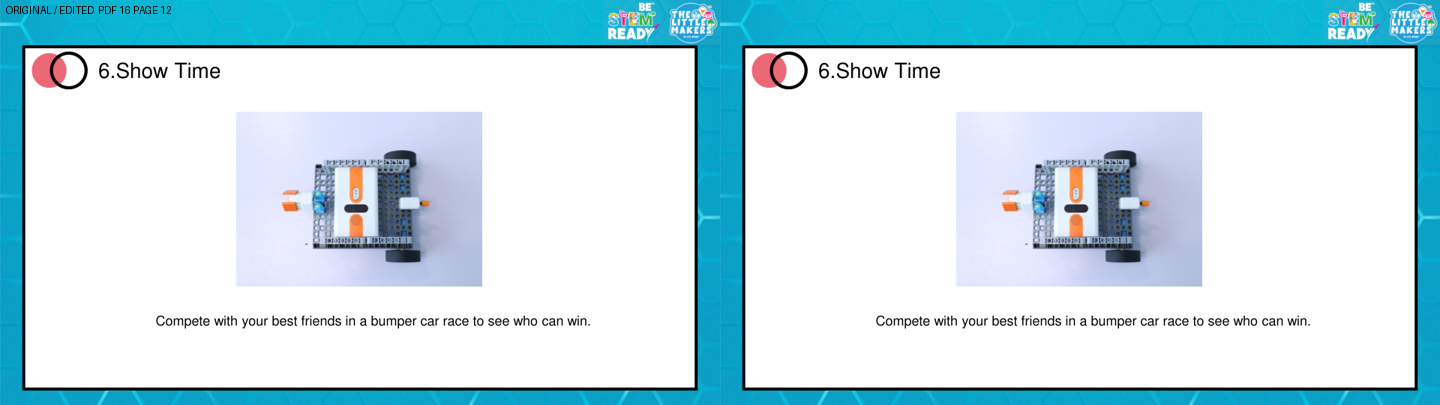 ORIGINAL / EDITED PDF 16 PAGE 12
BE
STEM
READY
THE
LITTLE
MAKERS
6.Show Time
Compete with your best friends in a bumper car race to see who can win.
BE
STEM
READY
THE
LITTLE
MAKERS
6.Show Time
Compete with your best friends in a bumper car race to see who can win.